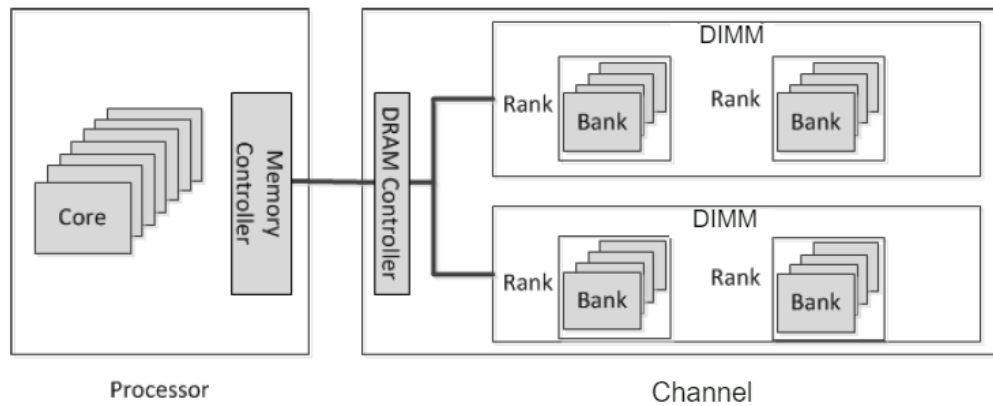 Core
Memory
Controller
Processor
DRAM Controller
DIMM
Rank
Bank
Rank
Bank
DIMM
Rank
Bank
Rank
Bank
Channel